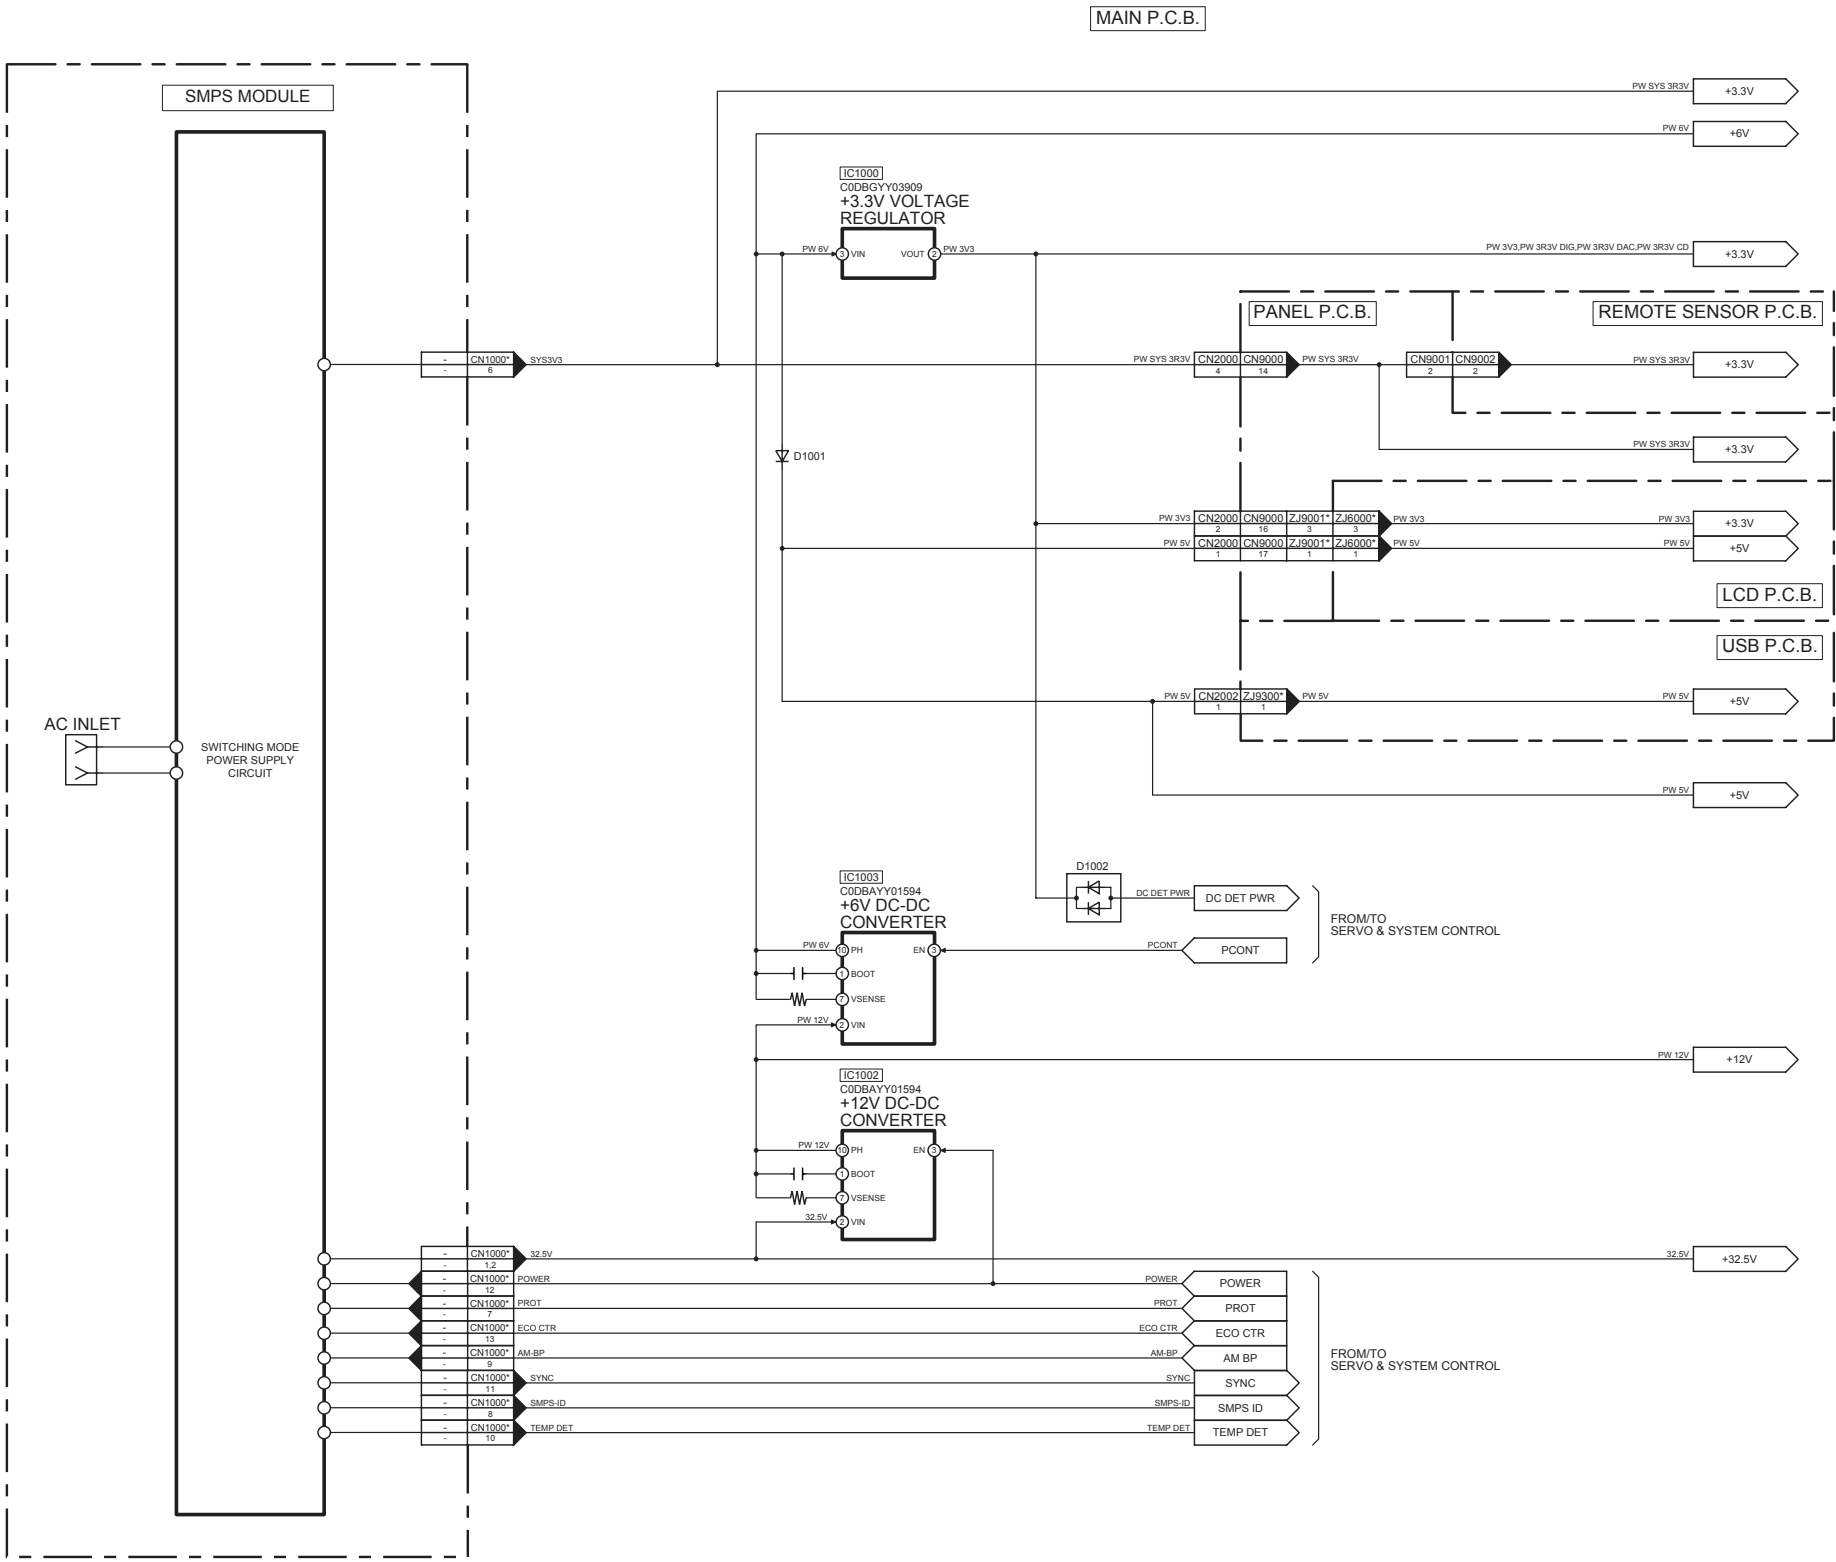 MAIN P.C.B.
SMPS MODULE
PW SYS 3R3V
+3.3V
PW 6V
+6V
IC1000
C0DBGYY03909
+3.3V VOLTAGE
REGULATOR
PW 6V
3 VIN
VOUT 2
PW 3V3
PW 3V3,PW 3R3V DIG,PW 3R3V DAC,PW 3R3V CD
+3.3V
PANEL P.C.B.
REMOTE SENSOR P.C.B.
- CN1000* SYS3V3
- 6
PW SYS 3R3V CN2000 CN9000 PW SYS 3R3V CN9001 CN9002 PW SYS 3R3V
4 14 2 2
+3.3V
PW SYS 3R3V
+3.3V
D1001
PW 3V3 CN2000 CN9000 ZJ9001* ZJ6000* PW 3V3 PW 3V3
2 16 3 3
+3.3V
PW 5V CN2000 CN9000 ZJ9001* ZJ6000* PW 5V PW 5V
1 17 1 1
+5V
LCD P.C.B.
USB P.C.B.
PW 5V CN2002 ZJ9300* PW 5V PW 5V
1 1
+5V
AC INLET
SWITCHING MODE
POWER SUPPLY
CIRCUIT
PW 5V
+5V
D1002
DC DET PWR
DC DET PWR
IC1003
C0DBAYY01594
+6V DC-DC
CONVERTER
FROM/TO
SERVO & SYSTEM CONTROL
PW 6V
10 PH
EN 3
PCONT
PCONT
1 BOOT
7 VSENSE
PW 12V
2 VIN
PW 12V
+12V
IC1002
C0DBAYY01594
+12V DC-DC
CONVERTER
PW 12V
10 PH
EN 3
1 BOOT
7 VSENSE
32.5V
2 VIN
- CN1000* 32.5V 32.5V
- 1,2
+32.5V
- CN1000* POWER POWER POWER
- 12
- CN1000* PROT PROT PROT
- 7
- CN1000* ECO CTR ECO CTR ECO CTR
- 13
- CN1000* AM-BP AM-BP AM BP
- 9
FROM/TO
SERVO & SYSTEM CONTROL
- CN1000* SYNC SYNC SYNC
- 11
- CN1000* SMPS-ID SMPS-ID SMPS ID
- 8
- CN1000* TEMP DET TEMP DET TEMP DET
- 10